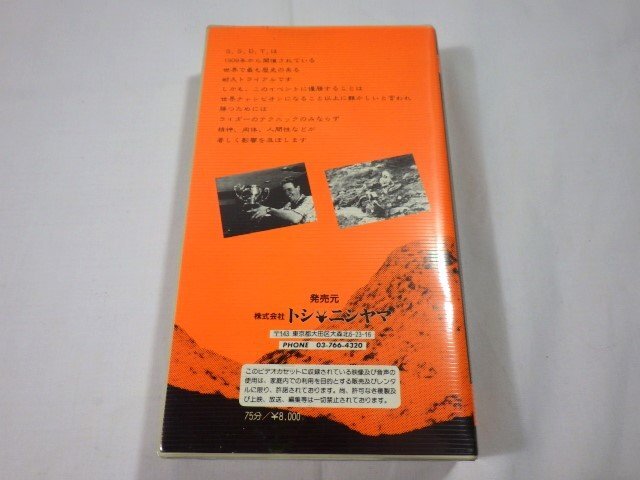 S. S. D. T. は
1909年から開催されている
世界で最も歴史のある
耐久トライアルです
しかも、このイベントに優勝することは
世界チャンピオンになること以上に難かしいと言われ
勝つためには
ライダーのテクニックのみならず
精神、肉体、人間性などが
著しく影響を及ぼします
発売元
株式会社 トシ ニシヤマ
〒143 東京都大田区大森北6-23-16
PHONE 03-766-4320
このビデオカセットに収録されている映像及び音声の
使用は、家庭内での利用を目的とする販売及びレンタ
ルに限り、許諾されております。尚、許可なき複製及
び上映、放送、編集等は一切禁止されております。
75分/¥8.000